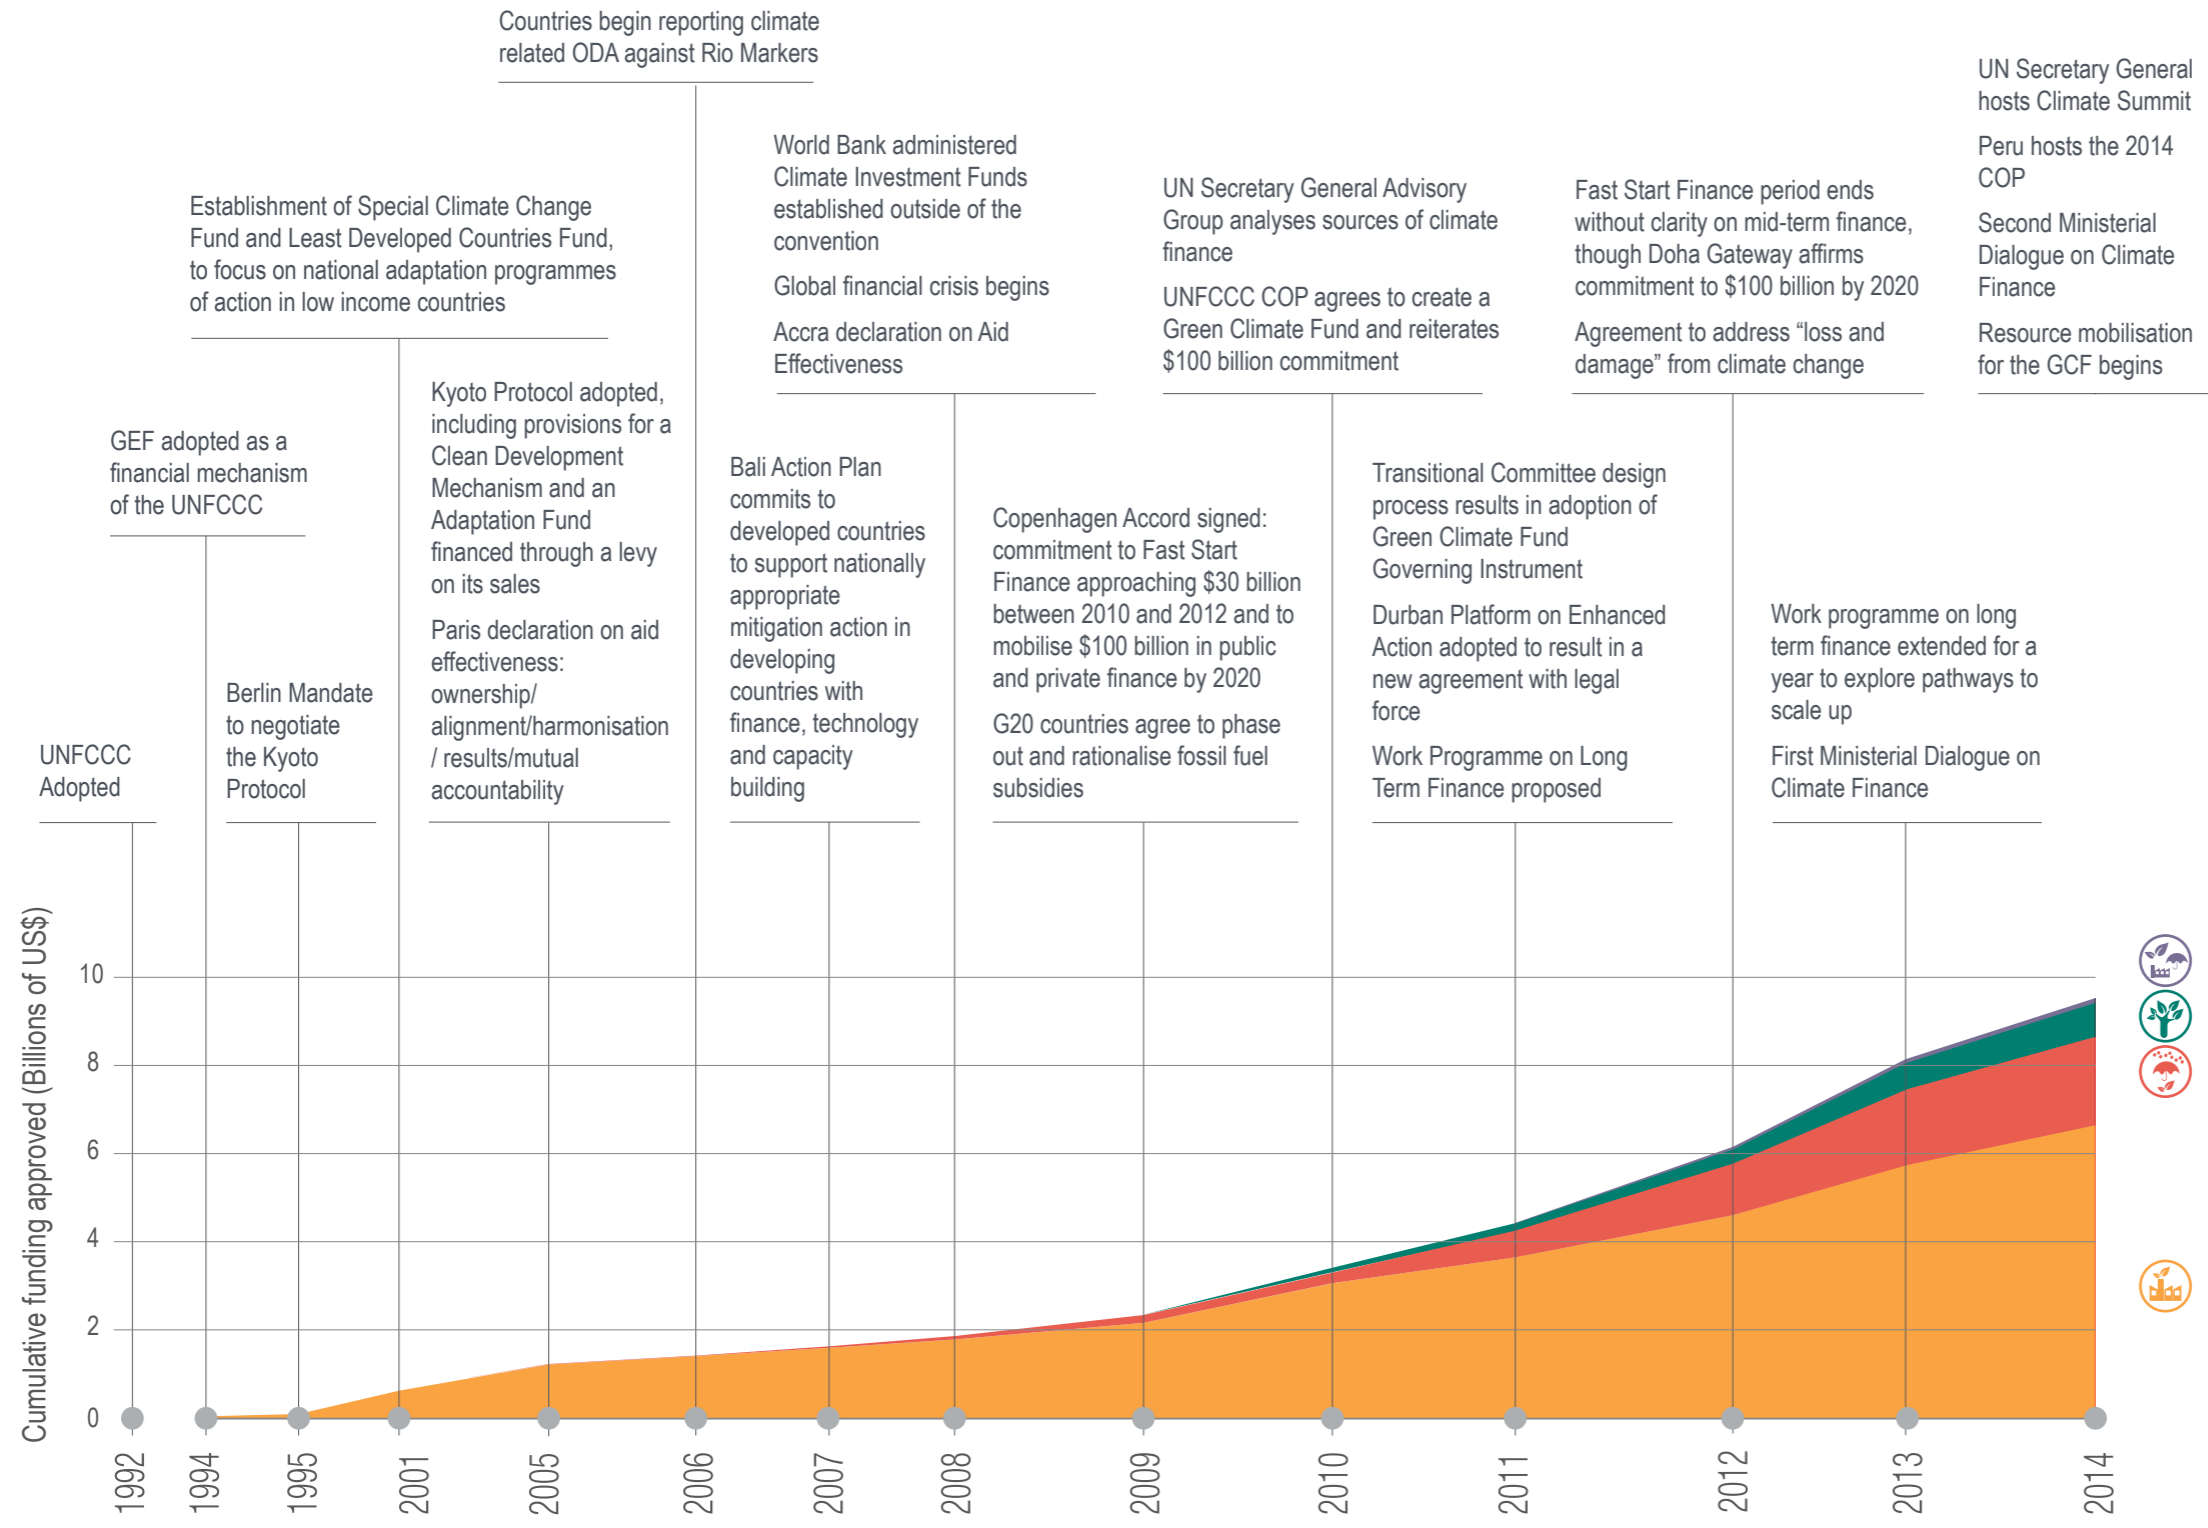 Countries begin reporting climate
related ODA against Rio Markers
UN Secretary General
hosts Climate Summit
Peru hosts the 2014
COP
Second Ministerial
Dialogue on Climate
Finance
Resource mobilisation
for the GCF begins
World Bank administered
Climate Investment Funds
established outside of the
convention
Global financial crisis begins
Accra declaration on Aid
Effectiveness
UN Secretary General Advisory
Group analyses sources of climate
finance
UNFCCC COP agrees to create a
Green Climate Fund and reiterates
$100 billion commitment
Fast Start Finance period ends
without clarity on mid-term finance,
though Doha Gateway affirms
commitment to $100 billion by 2020
Agreement to address “loss and
damage” from climate change
Establishment of Special Climate Change
Fund and Least Developed Countries Fund,
to focus on national adaptation programmes
of action in low income countries
GEF adopted as a
financial mechanism
of the UNFCCC
Kyoto Protocol adopted,
including provisions for a
Clean Development
Mechanism and an
Adaptation Fund
financed through a levy
on its sales
Paris declaration on aid
effectiveness:
ownership/
alignment/harmonisation
/ results/mutual
accountability
Bali Action Plan
commits to
developed countries
to support nationally
appropriate
mitigation action in
developing
countries with
finance, technology
and capacity
building
Copenhagen Accord signed:
commitment to Fast Start
Finance approaching $30 billion
between 2010 and 2012 and to
mobilise $100 billion in public
and private finance by 2020
G20 countries agree to phase
out and rationalise fossil fuel
subsidies
Transitional Committee design
process results in adoption of
Green Climate Fund
Governing Instrument
Durban Platform on Enhanced
Action adopted to result in a
new agreement with legal
force
Work Programme on Long
Term Finance proposed
Work programme on long
term finance extended for a
year to explore pathways to
scale up
First Ministerial Dialogue on
Climate Finance
UNFCCC
Adopted
Berlin Mandate
to negotiate
the Kyoto
Protocol
Cumulative funding approved (Billions of US$)
10
8
6
4
2
0
1992
1994
1995
2001
2005
2006
2007
2008
2009
2010
2011
2012
2013
2014